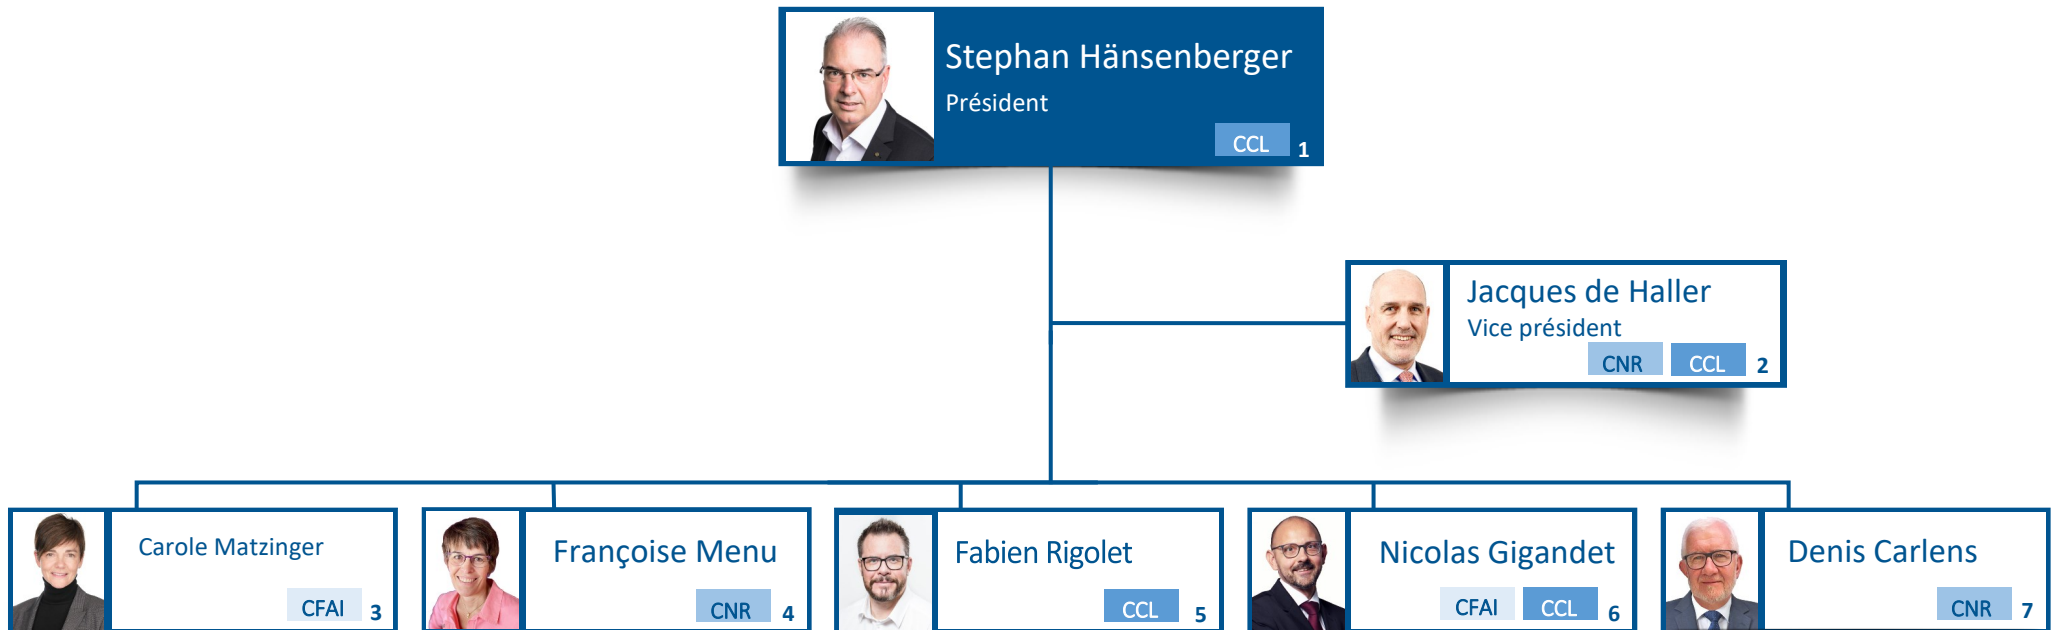 Stephan Hänsenberger
Président
CCL 1
Jacques de Haller
Vice président
CNR CCL 2
Carole Matzinger
CFAI 3
Françoise Menu
CNR 4
Fabien Rigolet
CCL 5
Nicolas Gigandet
CFAI CCL 6
Denis Carlens
CNR 7